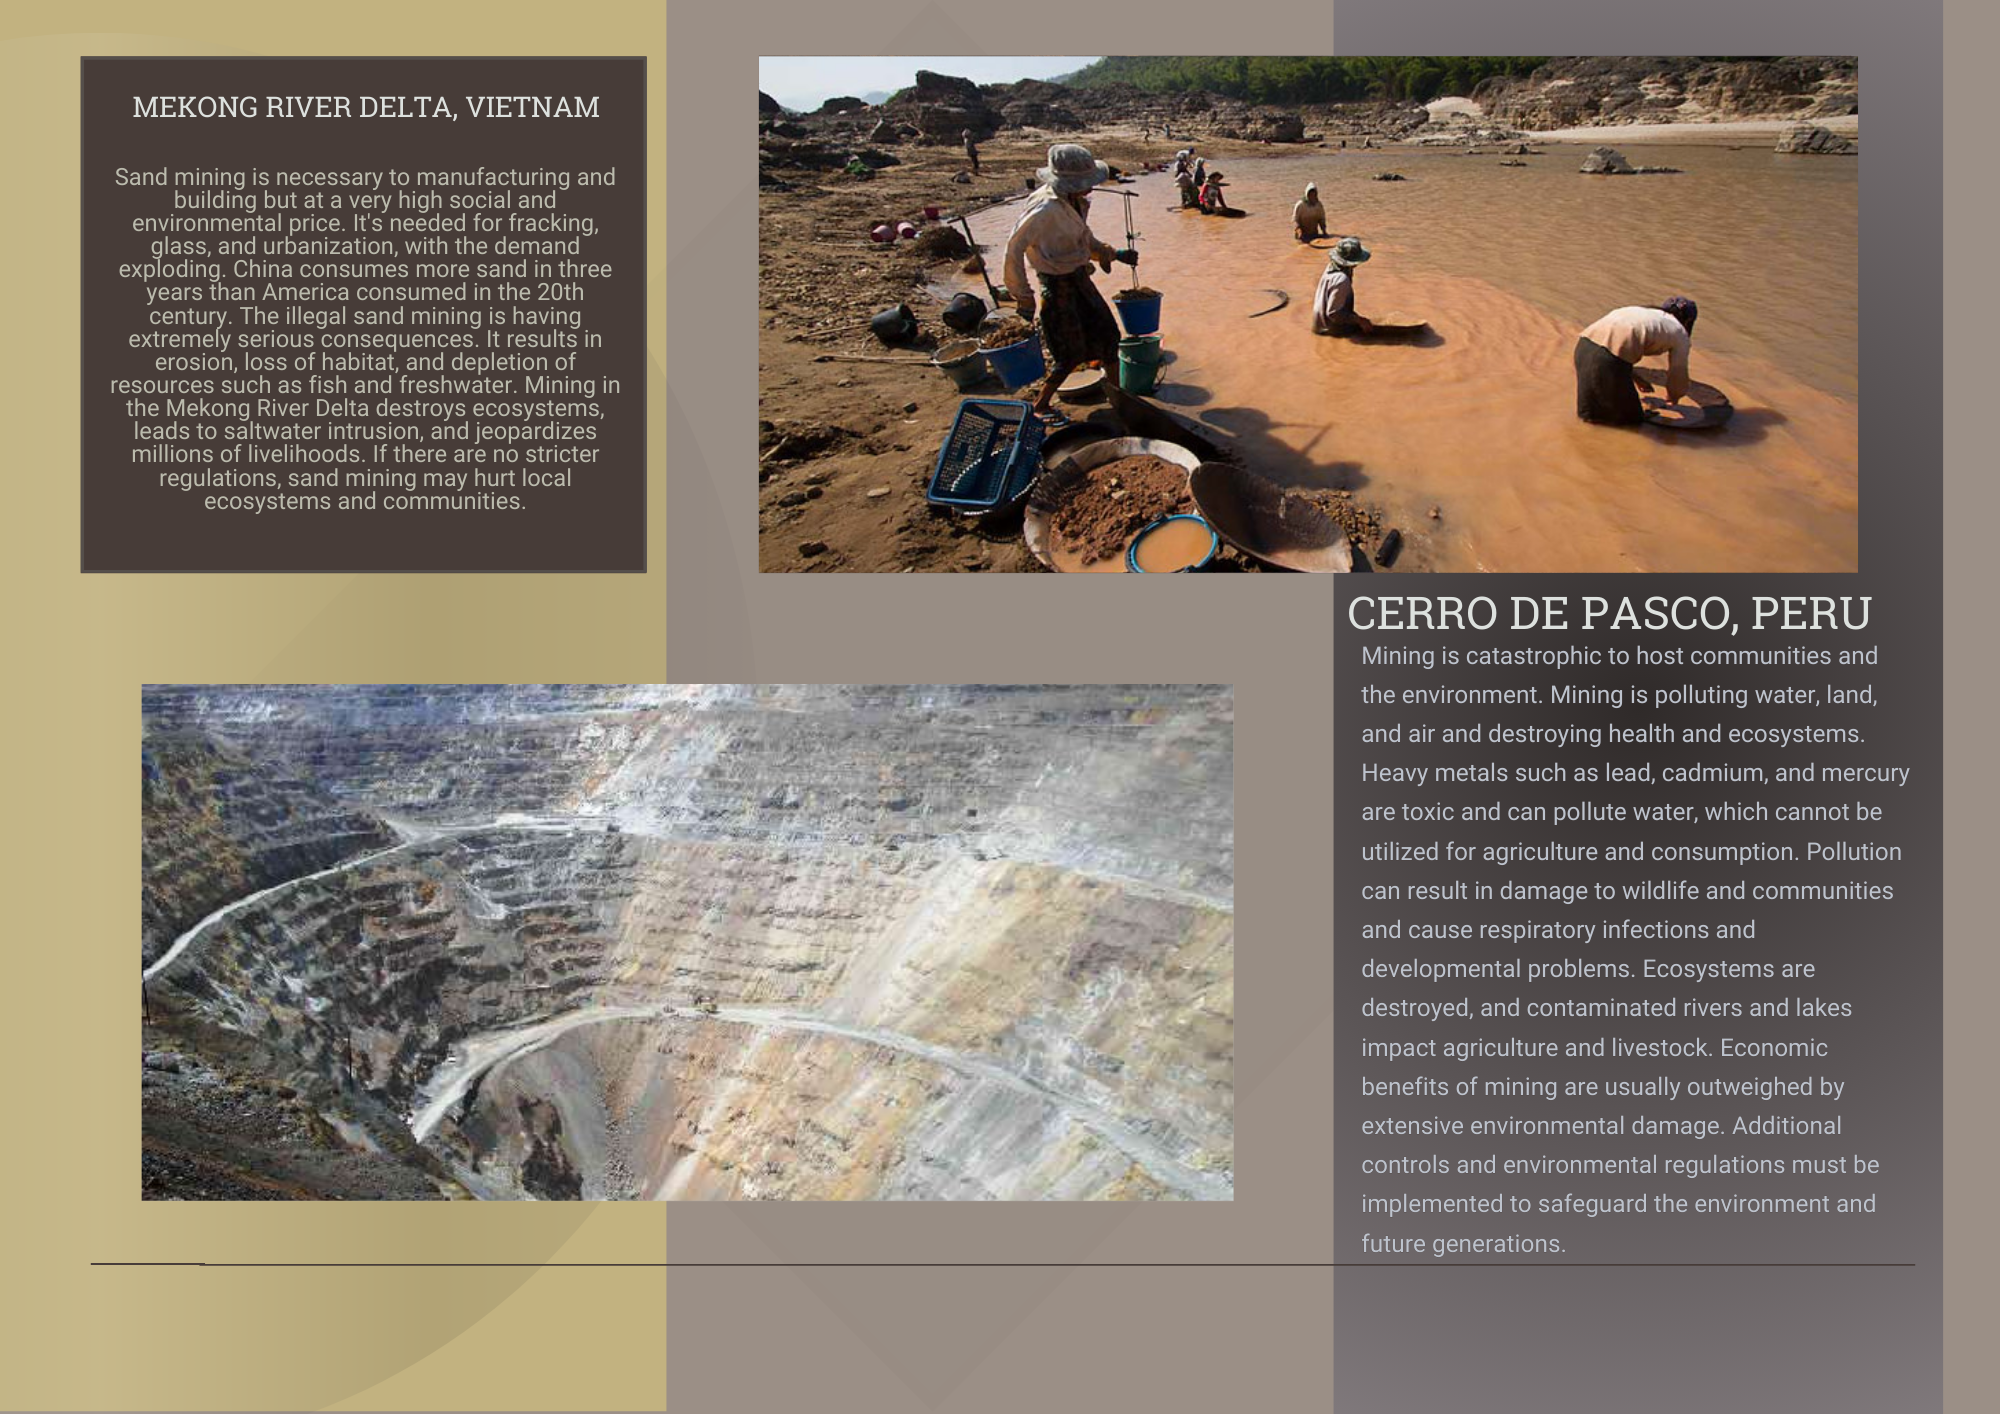 MEKONG RIVER DELTA, VIETNAM
Sand mining is necessary to manufacturing and
building but at a very high social and
environmental price. It's needed for fracking,
glass, and urbanization, with the demand
exploding. China consumes more sand in three
years than America consumed in the 20th
century. The illegal sand mining is having
extremely serious consequences. It results in
erosion, loss of habitat, and depletion of
resources such as fish and freshwater. Mining in
the Mekong River Delta destroys ecosystems,
leads to saltwater intrusion, and jeopardizes
millions of livelihoods. If there are no stricter
regulations, sand mining may hurt local
ecosystems and communities.
CERRO DE PASCO, PERU
Mining is catastrophic to host communities and
the environment. Mining is polluting water, land,
and air and destroying health and ecosystems.
Heavy metals such as lead, cadmium, and mercury
are toxic and can pollute water, which cannot be
utilized for agriculture and consumption. Pollution
can result in damage to wildlife and communities
and cause respiratory infections and
developmental problems. Ecosystems are
destroyed, and contaminated rivers and lakes
impact agriculture and livestock. Economic
benefits of mining are usually outweighed by
extensive environmental damage. Additional
controls and environmental regulations must be
implemented to safeguard the environment and
future generations.